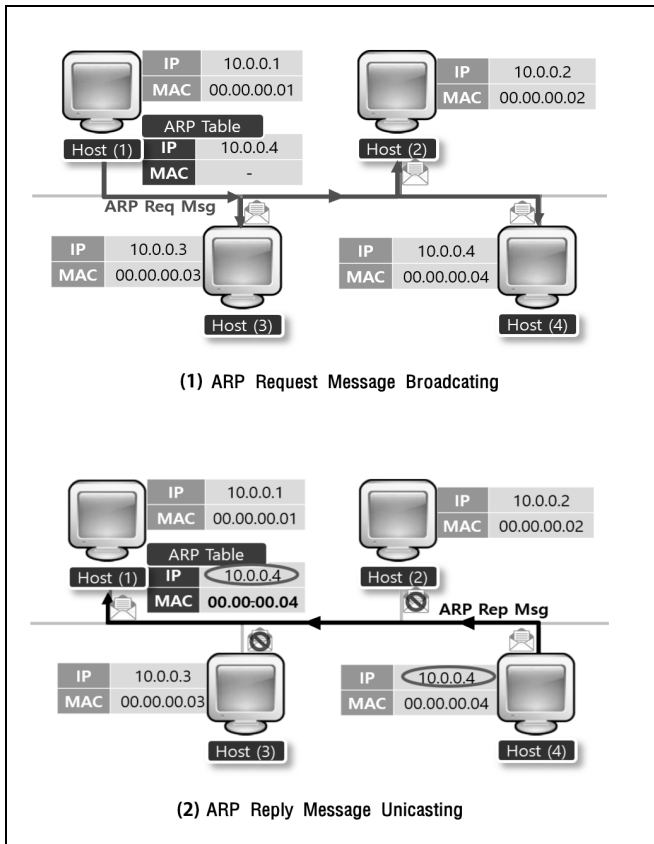 IP 10.0.0.1
MAC 00.00.00.01
IP 10.0.0.2
MAC 00.00.00.02
ARP Table
Host (1) IP 10.0.0.4
MAC -
Host (2)
ARP Req Msg
IP 10.0.0.3
MAC 00.00.00.03
IP 10.0.0.4
MAC 00.00.00.04
Host (3)
Host (4)
(1) ARP Request Message Broadcating
IP 10.0.0.1
MAC 00.00.00.01
IP 10.0.0.2
MAC 00.00.00.02
ARP Table
Host (1) IP 10.0.0.4
MAC 00.00.00.04
Host (2)
ARP Rep Msg
IP 10.0.0.3
MAC 00.00.00.03
IP 10.0.0.4
MAC 00.00.00.04
Host (3)
Host (4)
(2) ARP Reply Message Unicasting